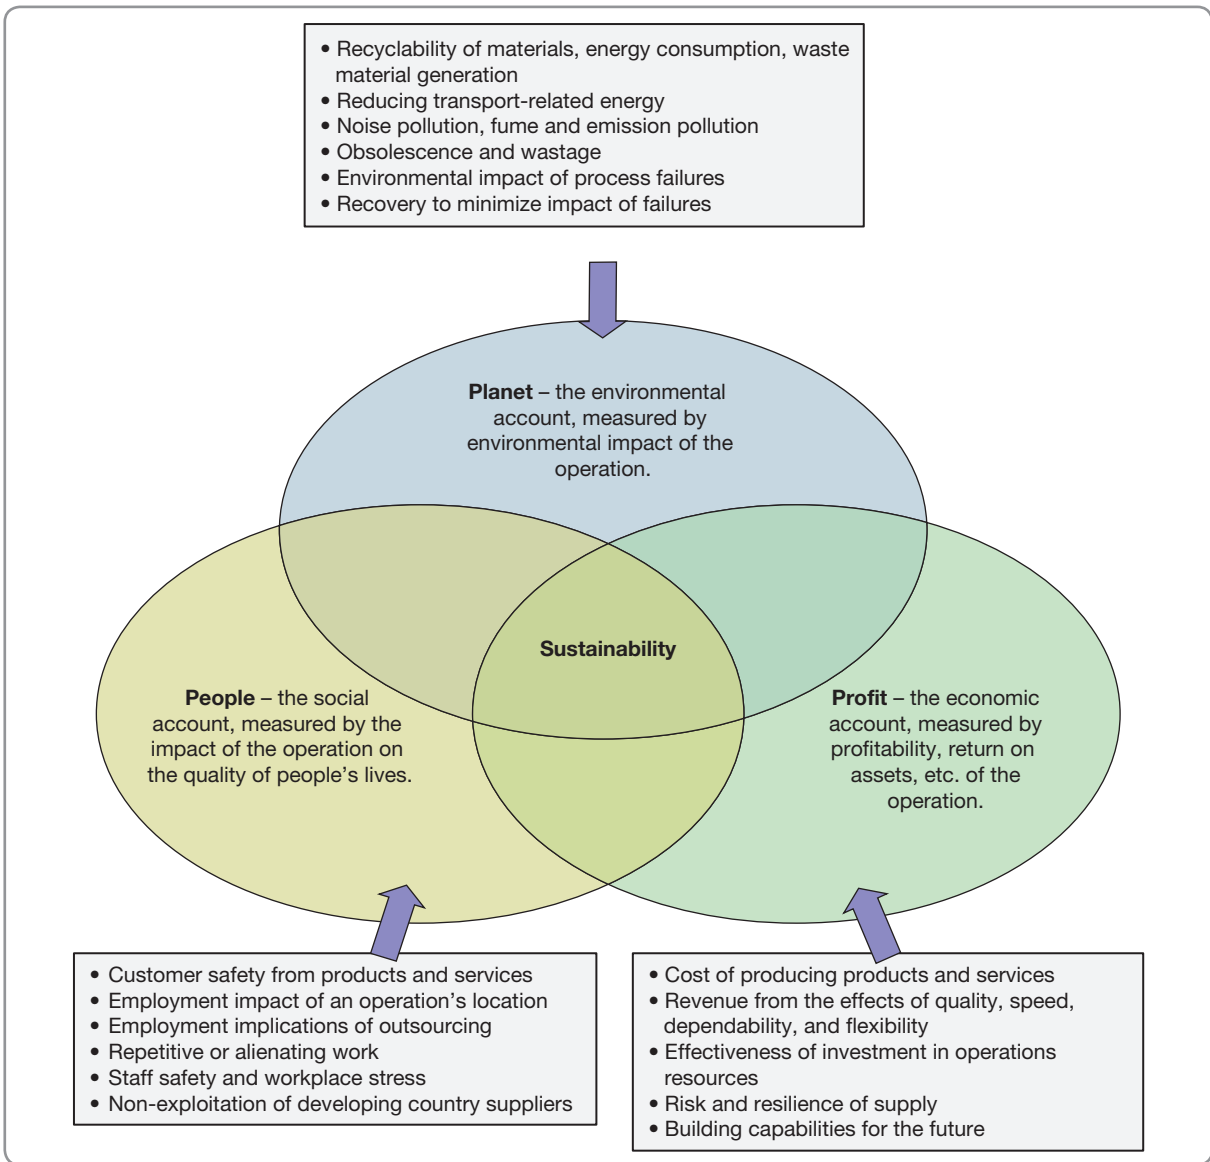 • Recyclability of materials, energy consumption, waste
material generation
• Reducing transport-related energy
• Noise pollution, fume and emission pollution
• Obsolescence and wastage
• Environmental impact of process failures
• Recovery to minimize impact of failures
Planet – the environmental
account, measured by
environmental impact of the
operation.
Sustainability
People – the social
account, measured by the
impact of the operation on
the quality of people's lives.
Profit – the economic
account, measured by
profitability, return on
assets, etc. of the
operation.
• Customer safety from products and services
• Employment impact of an operation's location
• Employment implications of outsourcing
• Repetitive or alienating work
• Staff safety and workplace stress
• Non-exploitation of developing country suppliers
• Cost of producing products and services
• Revenue from the effects of quality, speed,
dependability, and flexibility
• Effectiveness of investment in operations
resources
• Risk and resilience of supply
• Building capabilities for the future